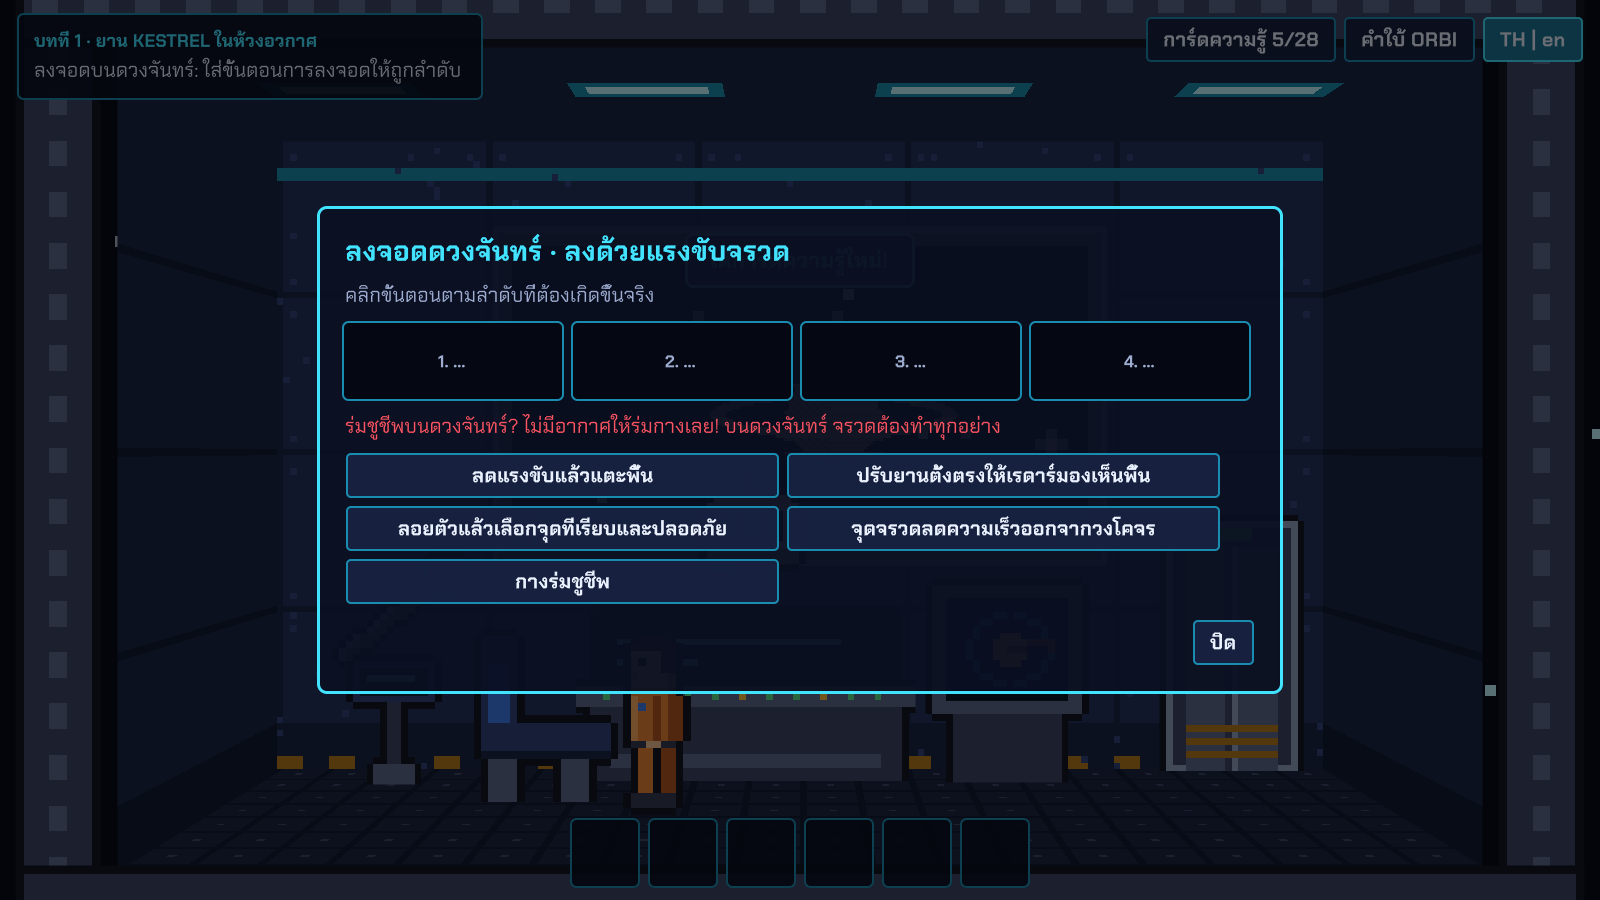 บทที่ 1 · ยาน KESTREL ในห้วงอวกาศ
ลงจอดบนดวงจันทร์: ใส่ขั้นตอนการลงจอดให้ถูกลำดับ
การ์ดความรู้ 5/28
คำใบ้ ORBI
TH | en
ลงจอดดวงจันทร์ · ลงด้วยแรงขับจรวด
คลิกขั้นตอนตามลำดับที่ต้องเกิดขึ้นจริง
1. ...
2. ...
3. ...
4. ...
ร่มชูชีพบนดวงจันทร์? ไม่มีอากาศให้ร่มกางเลย! บนดวงจันทร์ จรวดต้องทำทุกอย่าง
ลดแรงขับแล้วแตะพื้น
ปรับยานตั้งตรงให้เรดาร์มองเห็นพื้น
ลอยตัวแล้วเลือกจุดที่เรียบและปลอดภัย
จุดจรวดลดความเร็วออกจากวงโคจร
กางร่มชูชีพ
ปิด